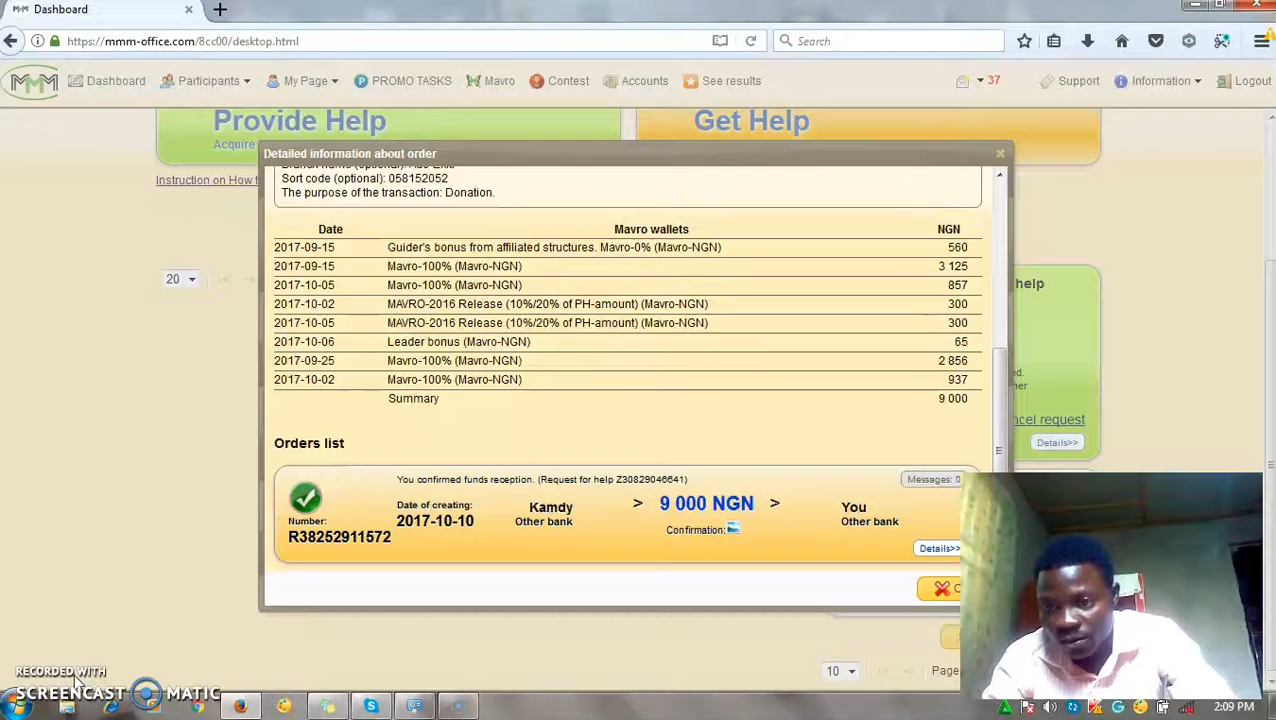 Dashboard
https://mmm-office.com/8cc00/desktop.html
Search
MMM Dashboard Participants My Page PROMO TASKS Mavro Contest Accounts See results 37 Support Information Logout
Provide Help
Get Help
Acquire
Instruction on How
Detailed information about order
Sort code (optional): 058152052
The purpose of the transaction: Donation.
Date Mavro wallets NGN
2017-09-15 Guider's bonus from affiliated structures. Mavro-0% (Mavro-NGN) 560
2017-09-15 Mavro-100% (Mavro-NGN) 3 125
2017-10-05 Mavro-100% (Mavro-NGN) 857
2017-10-02 MAVRO-2016 Release (10%/20% of PH-amount) (Mavro-NGN) 300
2017-10-05 MAVRO-2016 Release (10%/20% of PH-amount) (Mavro-NGN) 300
2017-10-06 Leader bonus (Mavro-NGN) 65
2017-09-25 Mavro-100% (Mavro-NGN) 2 856
2017-10-02 Mavro-100% (Mavro-NGN) 937
Summary 9 000
20
help
Details>>
Orders list
You confirmed funds reception. (Request for help Z30829046641)
Messages: 0
Number:
R38252911572
Date of creating:
2017-10-10
Kamdy
Other bank
> 9 000 NGN >
Confirmation:
You
Other bank
Details>>
10 Page
RECORDED WITH
SCREENCAST MATIC
2:09 PM